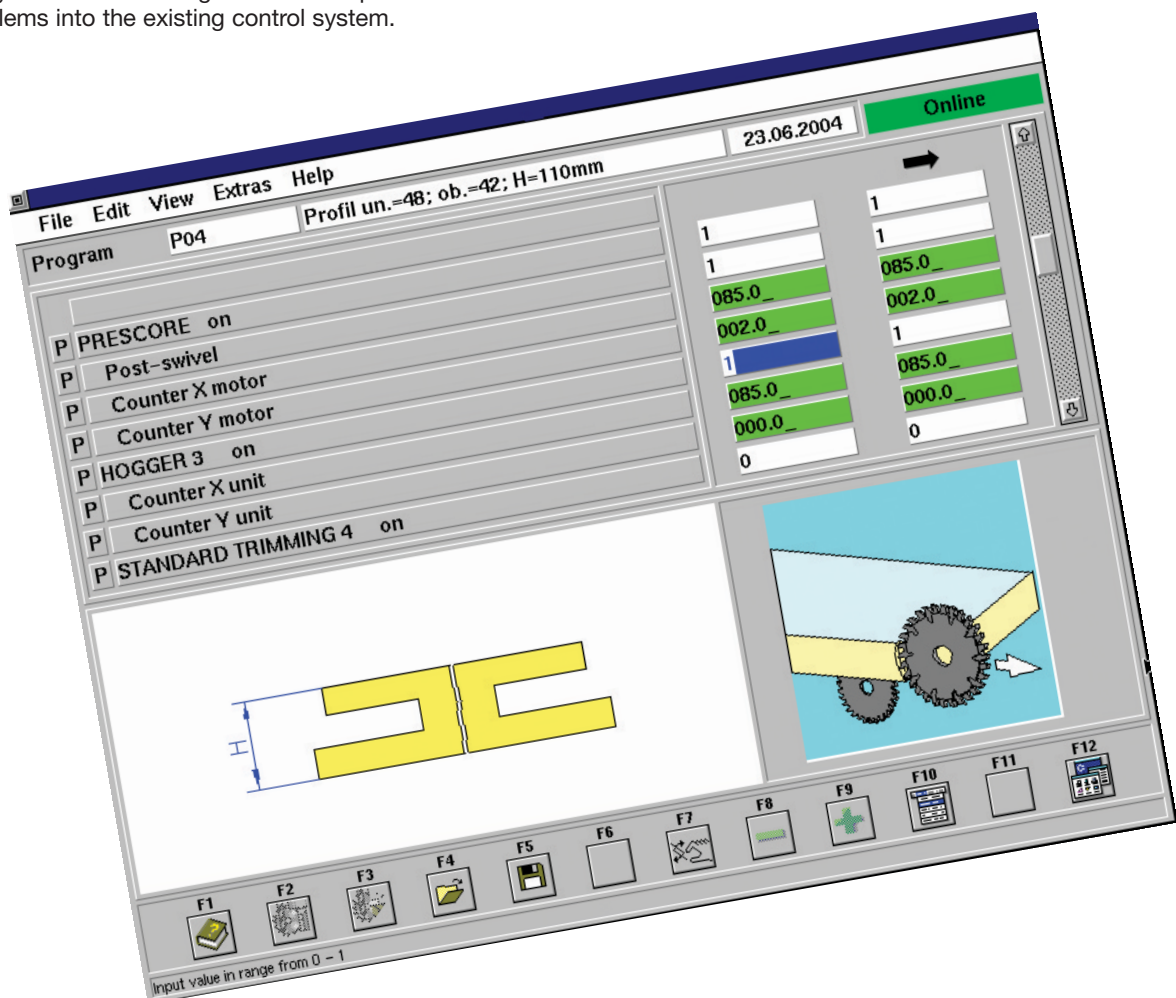 into the existing control system.
File Edit View Extras Help
Program P04 Profil un.=48; ob.=42; H=110mm 23.06.2004 Online
P PRESCORE on 1 1
P Post-swivel 1 1
P Counter X motor 085.0_ 085.0_
P Counter Y motor 002.0_ 002.0_
P HOGGER 3 on 1 1
P Counter X unit 085.0_ 085.0_
P Counter Y unit 000.0_ 000.0_
P STANDARD TRIMMING 4 on 0 0
H
F1 F2 F3 F4 F5 F6 F7 F8 F9 F10 F11 F12
Input value in range from 0 - 1